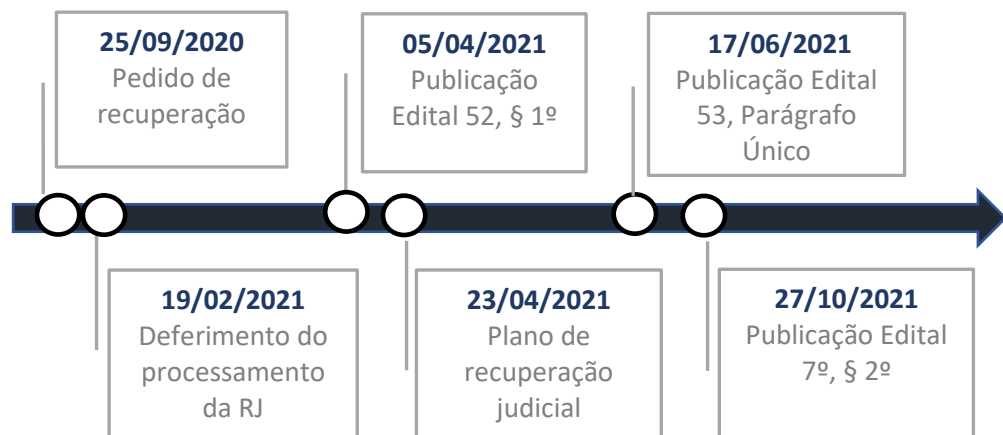 25/09/2020
Pedido de
recuperação
05/04/2021
Publicação
Edital 52, § 1º
17/06/2021
Publicação Edital
53, Parágrafo
Único
19/02/2021
Deferimento do
processamento
da RJ
23/04/2021
Plano de
recuperação
judicial
27/10/2021
Publicação Edital
7º, § 2º